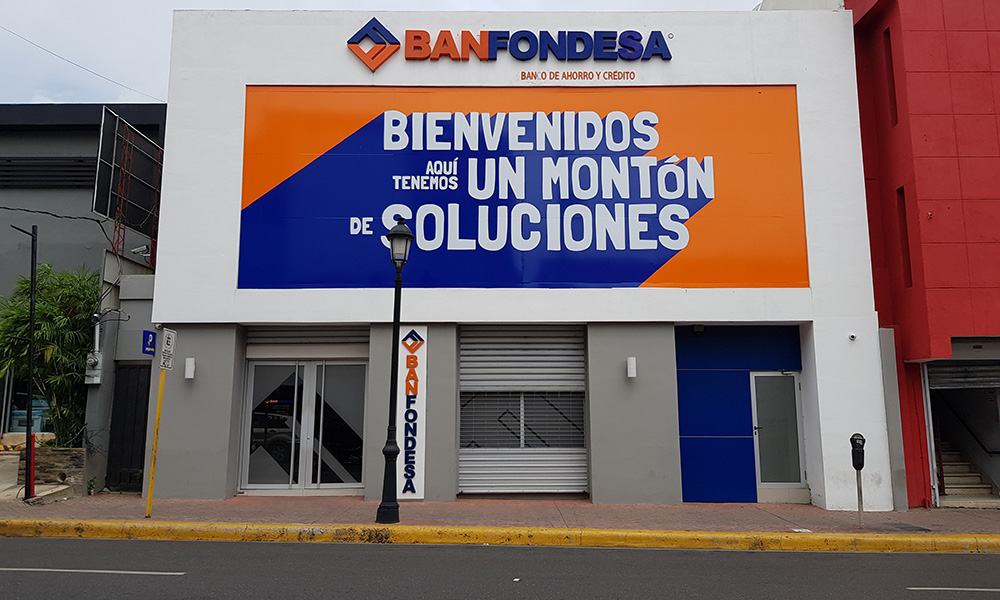 BANFONDESA
BANCO DE AHORRO Y CRÉDITO
BIENVENIDOS
AQUÍ TENEMOS UN MONTÓN
DE SOLUCIONES
BANFONDESA
P
E